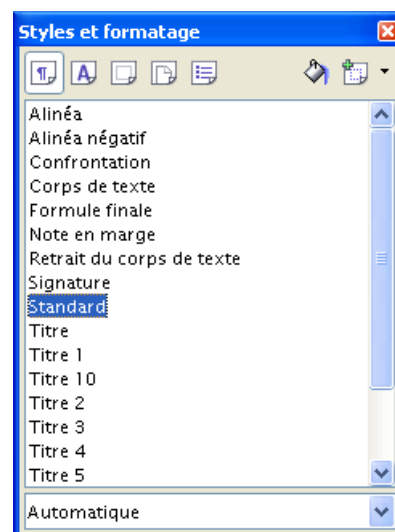 Styles et formatage
Alinéa
Alinéa négatif
Confrontation
Corps de texte
Formule finale
Note en marge
Retrait du corps de texte
Signature
Standard
Titre
Titre 1
Titre 10
Titre 2
Titre 3
Titre 4
Titre 5
Automatique